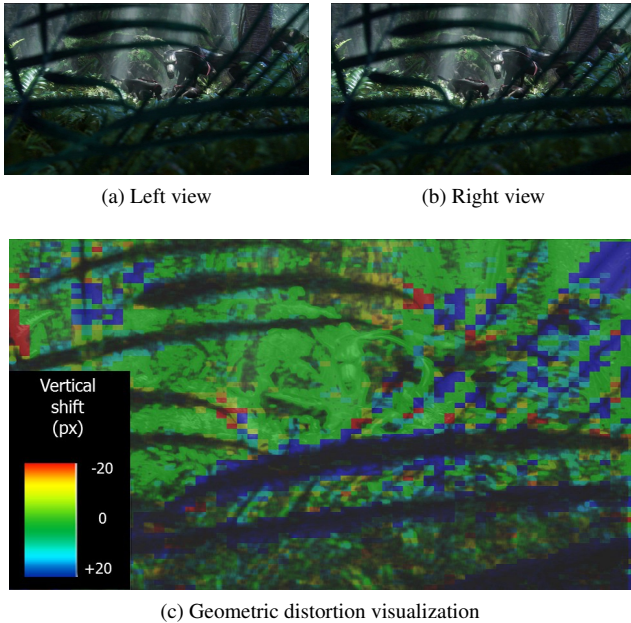 (a) Left view
(b) Right view
Vertical
shift
(px)
-20
0
+20
(c) Geometric distortion visualization